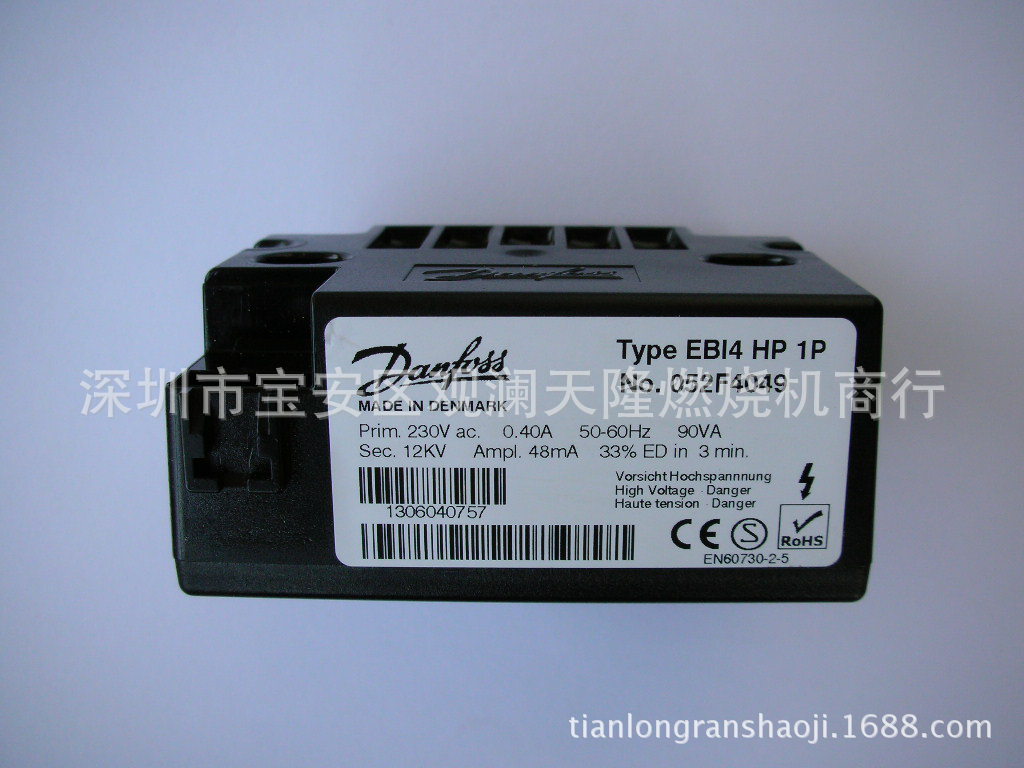 Danfoss
Danfoss
MADE IN DENMARK
Type EBI4 HP 1P
No. 052F4049
深圳市宝安区观澜天隆燃烧机商行
Prim. 230V ac. 0.40A 50-60Hz 90VA
Sec. 12KV Ampl. 48mA 33% ED in 3 min.
1306040757
Vorsicht Hochspannnung
High Voltage · Danger
Haute tension · Danger
CE S RoHS
EN60730-2-5
tianlongranshaoji.1688.com